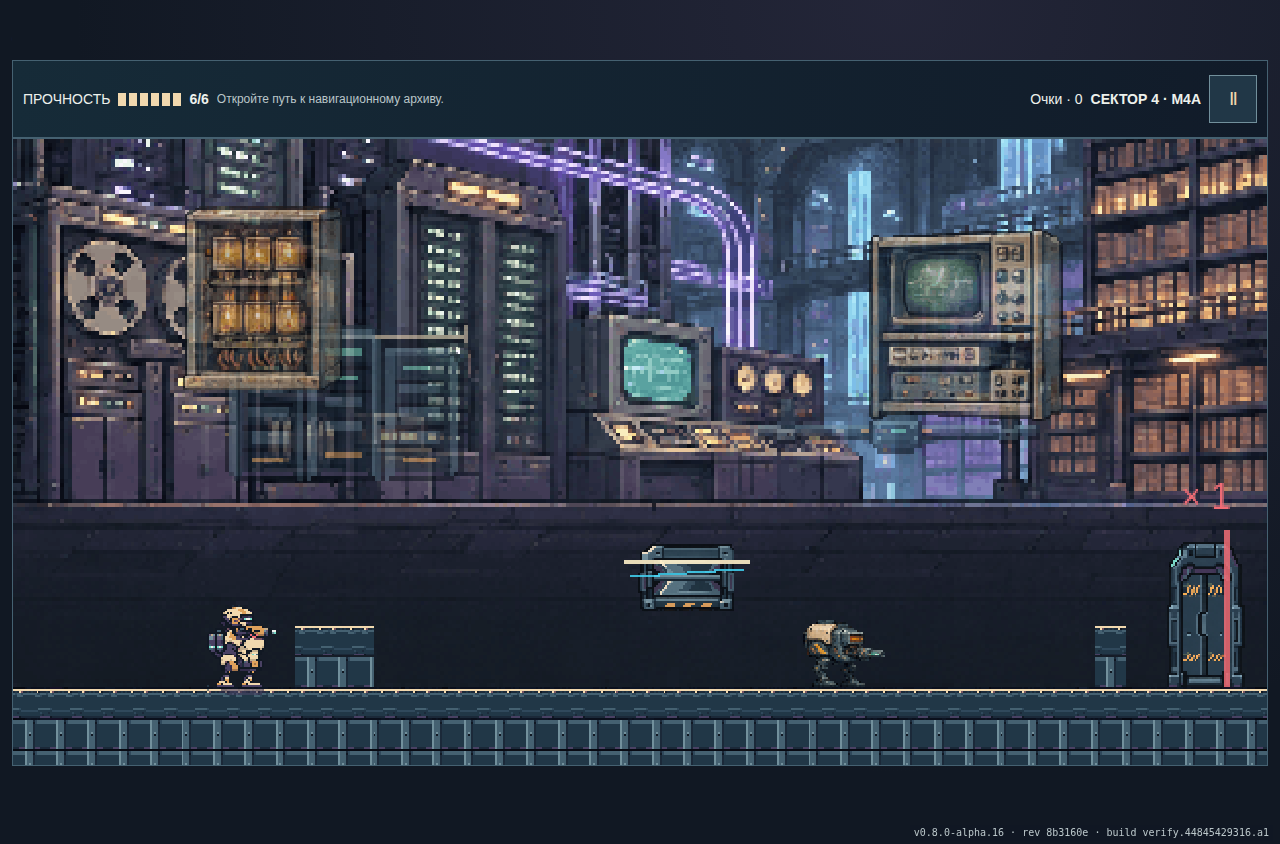 ПРОЧНОСТЬ 6/6 Откройте путь к навигационному архиву.
Очки · 0 СЕКТОР 4 · М4А
II
× 1
v0.8.0-alpha.16 · rev 8b3160e · build verify.44845429316.a1